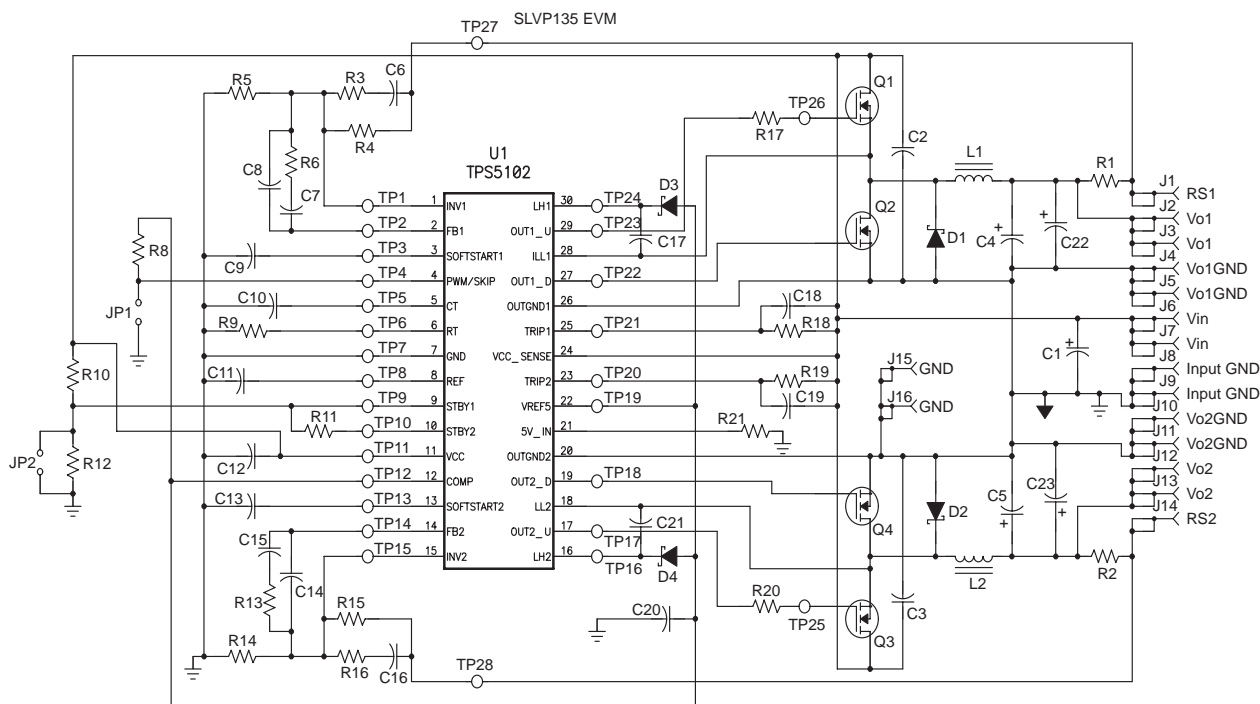 SLVP135 EVM
TP27
R5
R3
C6
R4
C8
R6
C7
Q1
TP26
R17
C2
L1
R1
J1
RS1
J2
Vo1
J3
Vo1
J4
Vo1GND
J5
Vo1GND
J6
Vin
J7
Vin
J8
Input GND
J9
Input GND
J10
Vo2GND
J11
Vo2GND
J12
Vo2
J13
Vo2
J14
RS2
U1
TPS5102
TP1 1 INV1
TP2 2 FB1
TP3 3 SOFTSTART1
TP4 4 PWM/SKIP
TP5 5 CT
TP6 6 RT
TP7 7 GND
TP8 8 REF
TP9 9 STBY1
TP10 10 STBY2
TP11 11 VCC
TP12 12 COMP
TP13 13 SOFTSTART2
TP14 14 FB2
TP15 15 INV2
LH1 30 TP24
OUT1_U 29 TP23
ILL1 28
OUT1_D 27 TP22
OUTGND1 26
TRIP1 25 TP21
VCC_SENSE 24
TRIP2 23 TP20
VREF5 22 TP19
5V_IN 21
OUTGND2 20
OUT2_D 19 TP18
LL2 18
OUT2_U 17 TP17
LH2 16 TP16
D3
C17
Q2
D1
C4
+
C22
+
R8
C9
JP1
C10
R9
C18
R18
C1
+
R10
C11
R19
C19
J15
GND
J16
GND
R11
R21
JP2
R12
C12
C13
Q4
D2
C5
+
C23
+
C15
C14
R13
C21
D4
L2
R2
R20
TP25
C3
Q3
C20
R15
R14
R16
C16
TP28